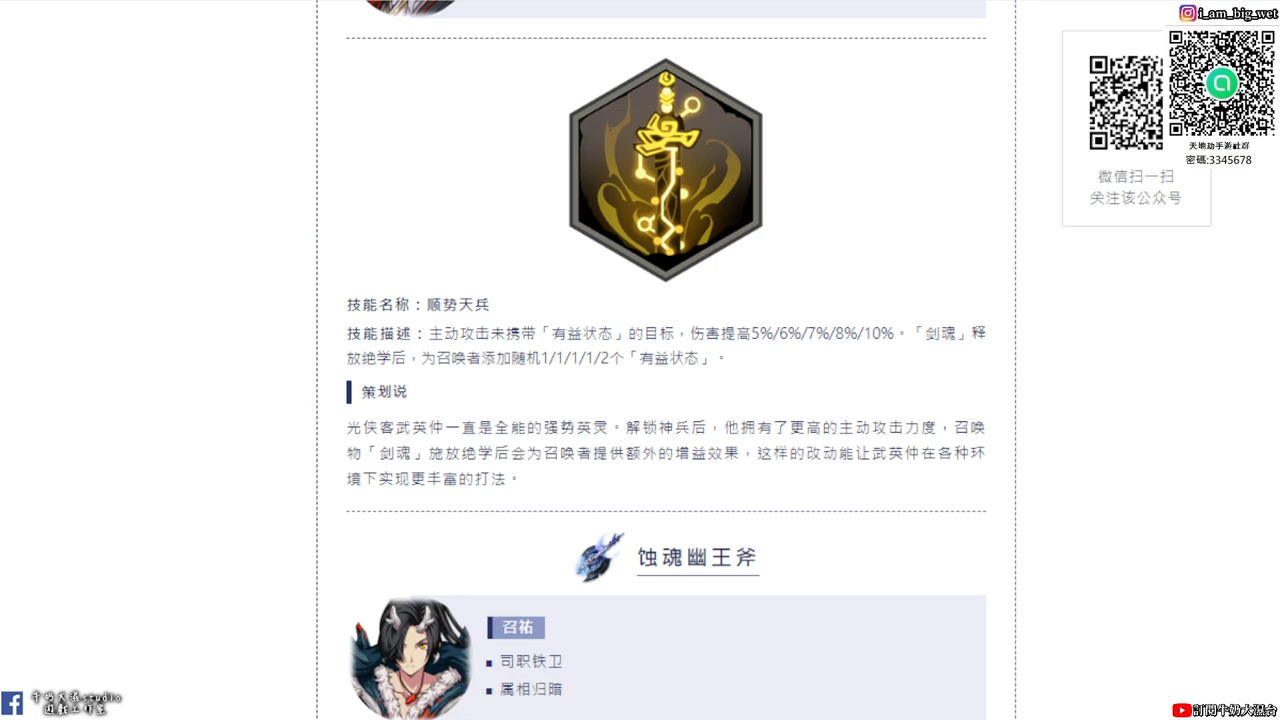 i_am_big_wet
天地劫手游社群
密碼:3345678
微信扫一扫
关注该公众号
技能名称：顺势天兵
技能描述：主动攻击未携带「有益状态」的目标，伤害提高5%/6%/7%/8%/10%。「剑魂」释
放绝学后，为召唤者添加随机1/1/1/1/2个「有益状态」。
策划说
光侠客武英仲一直是全能的强势英灵。解锁神兵后，他拥有了更高的主动攻击力度，召唤
物「剑魂」施放绝学后会为召唤者提供额外的增益效果，这样的改动能让武英仲在各种环
境下实现更丰富的打法。
蚀魂幽王斧
召祐
司职铁卫
属相归暗
studio
遊戲工作室
訂閱牛奶大濕台